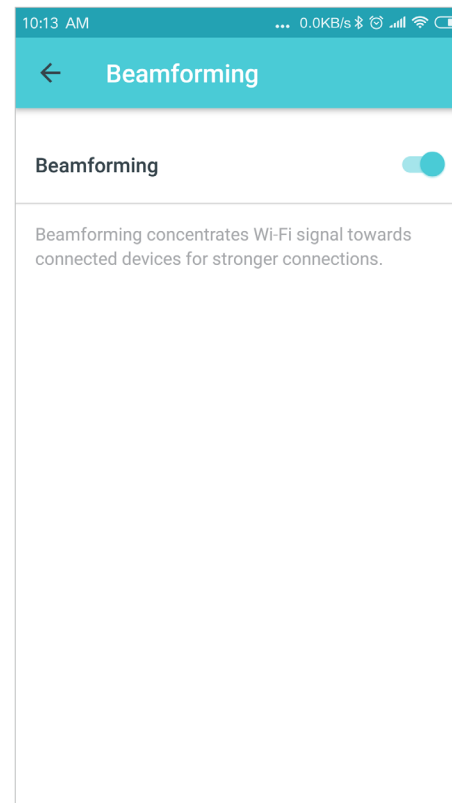 10:13 AM ... 0.0KB/s
Beamforming
Beamforming
Beamforming concentrates Wi-Fi signal towards
connected devices for stronger connections.